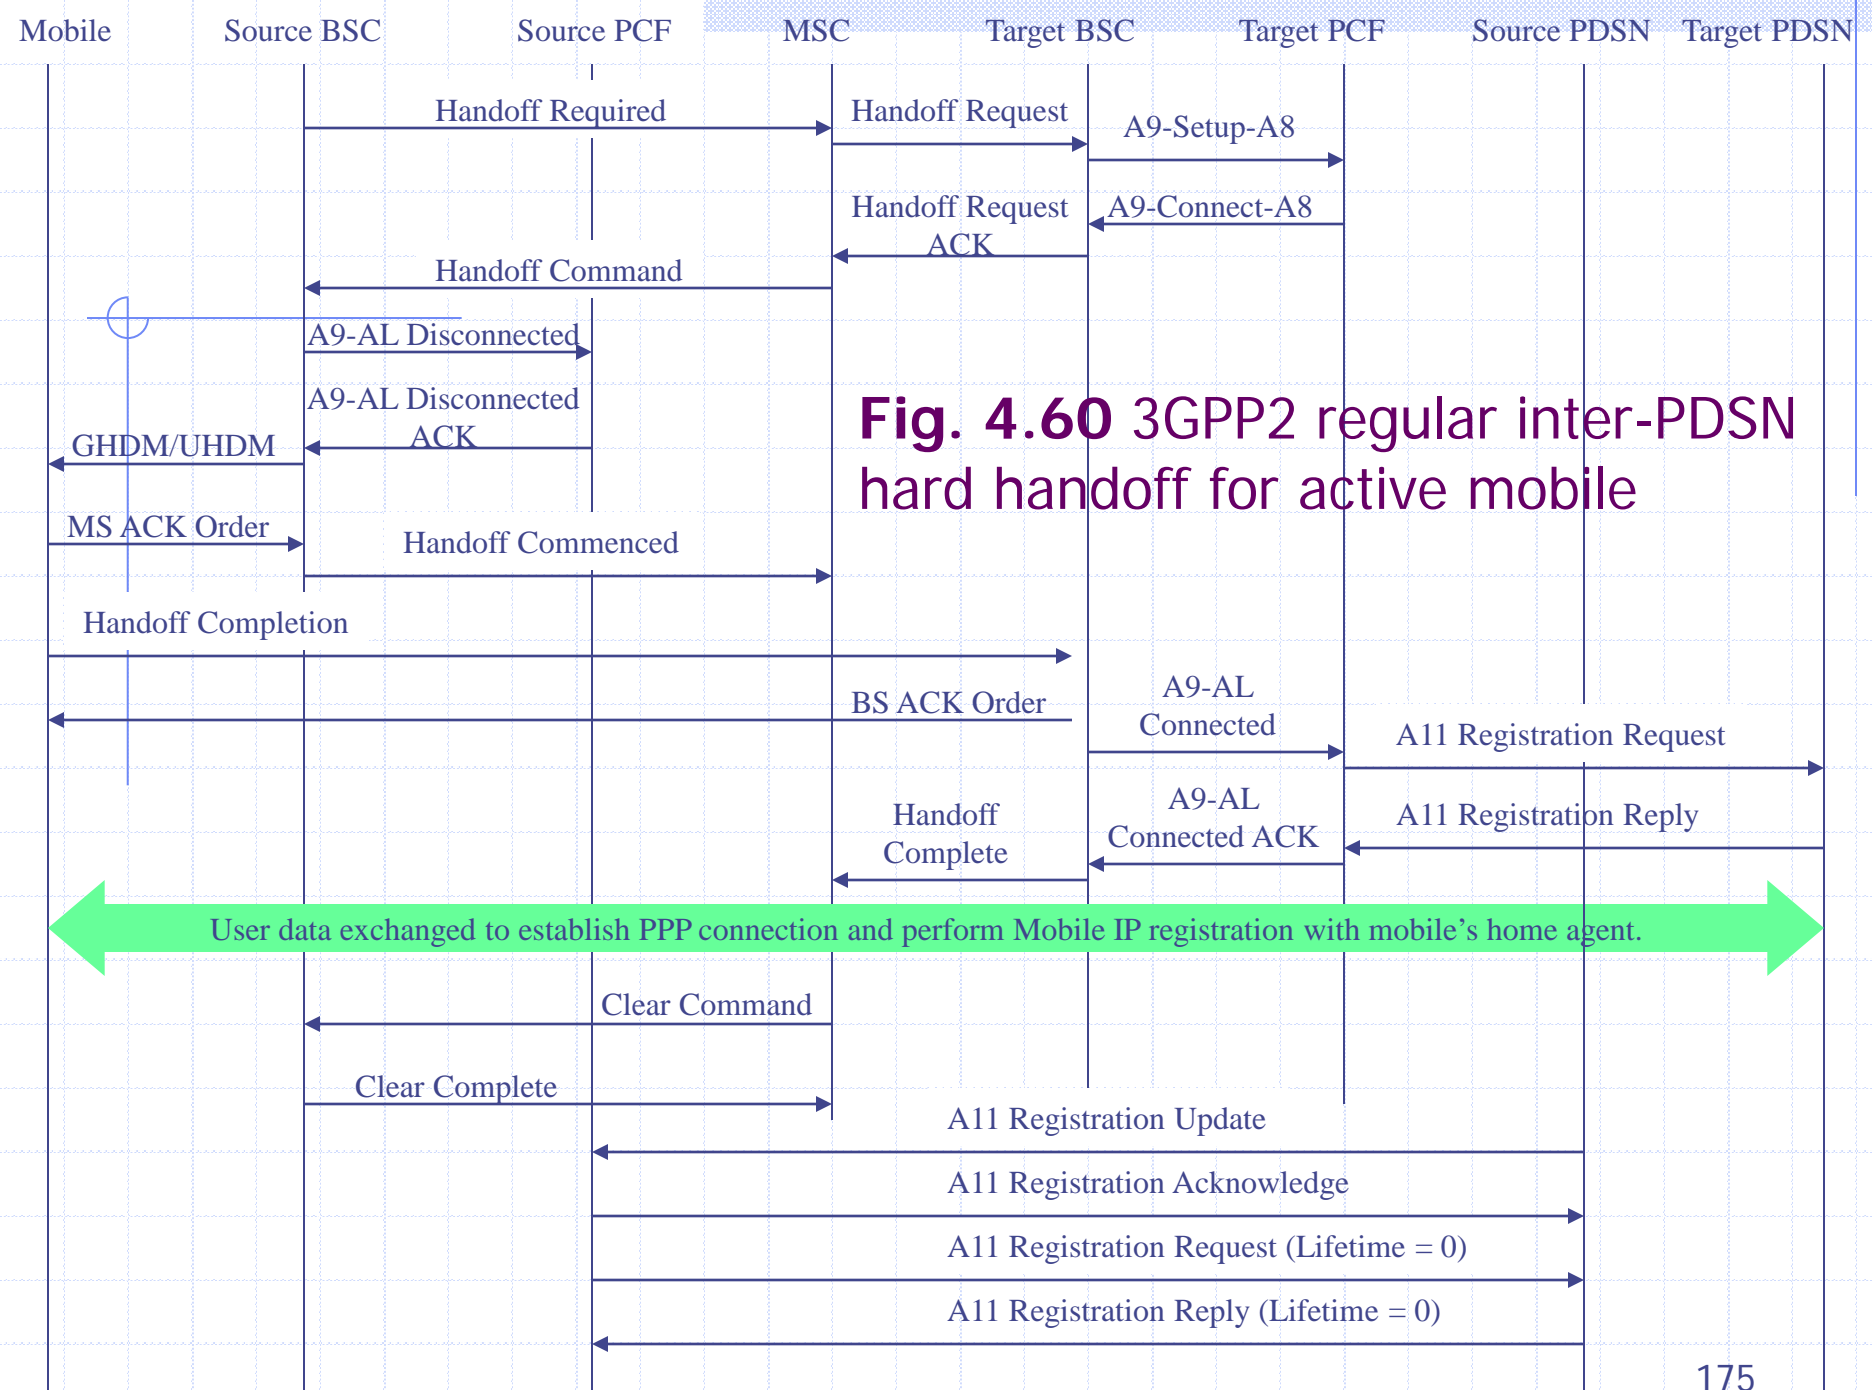 Mobile
Source BSC
Source PCF
MSC
Target BSC
Target PCF
Source PDSN
Target PDSN
Handoff Required
Handoff Request
A9-Setup-A8
Handoff Request
ACK
A9-Connect-A8
Handoff Command
A9-AL Disconnected
A9-AL Disconnected
ACK
Fig. 4.60 3GPP2 regular inter-PDSN
hard handoff for active mobile
GHDM/UHDM
MS ACK Order
Handoff Commenced
Handoff Completion
BS ACK Order
A9-AL
Connected
A11 Registration Request
Handoff
Complete
A9-AL
Connected ACK
A11 Registration Reply
User data exchanged to establish PPP connection and perform Mobile IP registration with mobile’s home agent.
Clear Command
Clear Complete
A11 Registration Update
A11 Registration Acknowledge
A11 Registration Request (Lifetime = 0)
A11 Registration Reply (Lifetime = 0)
175